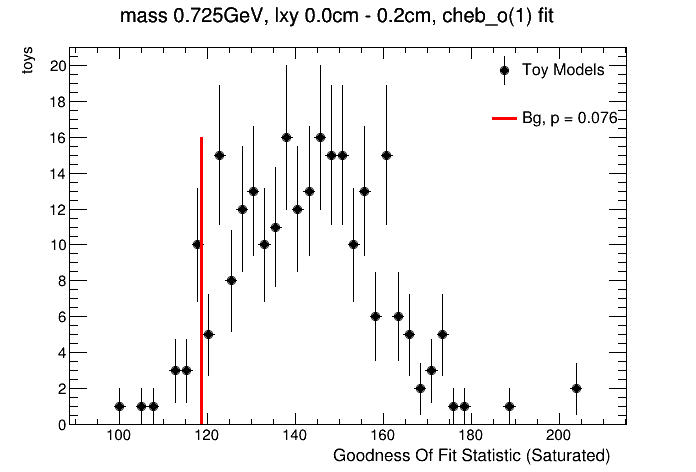 mass 0.725GeV, lxy 0.0cm - 0.2cm, cheb_o(1) fit
toys
Toy Models
Bg, p = 0.076
20
18
16
14
12
10
8
6
4
2
0
100 120 140 160 180 200
Goodness Of Fit Statistic (Saturated)